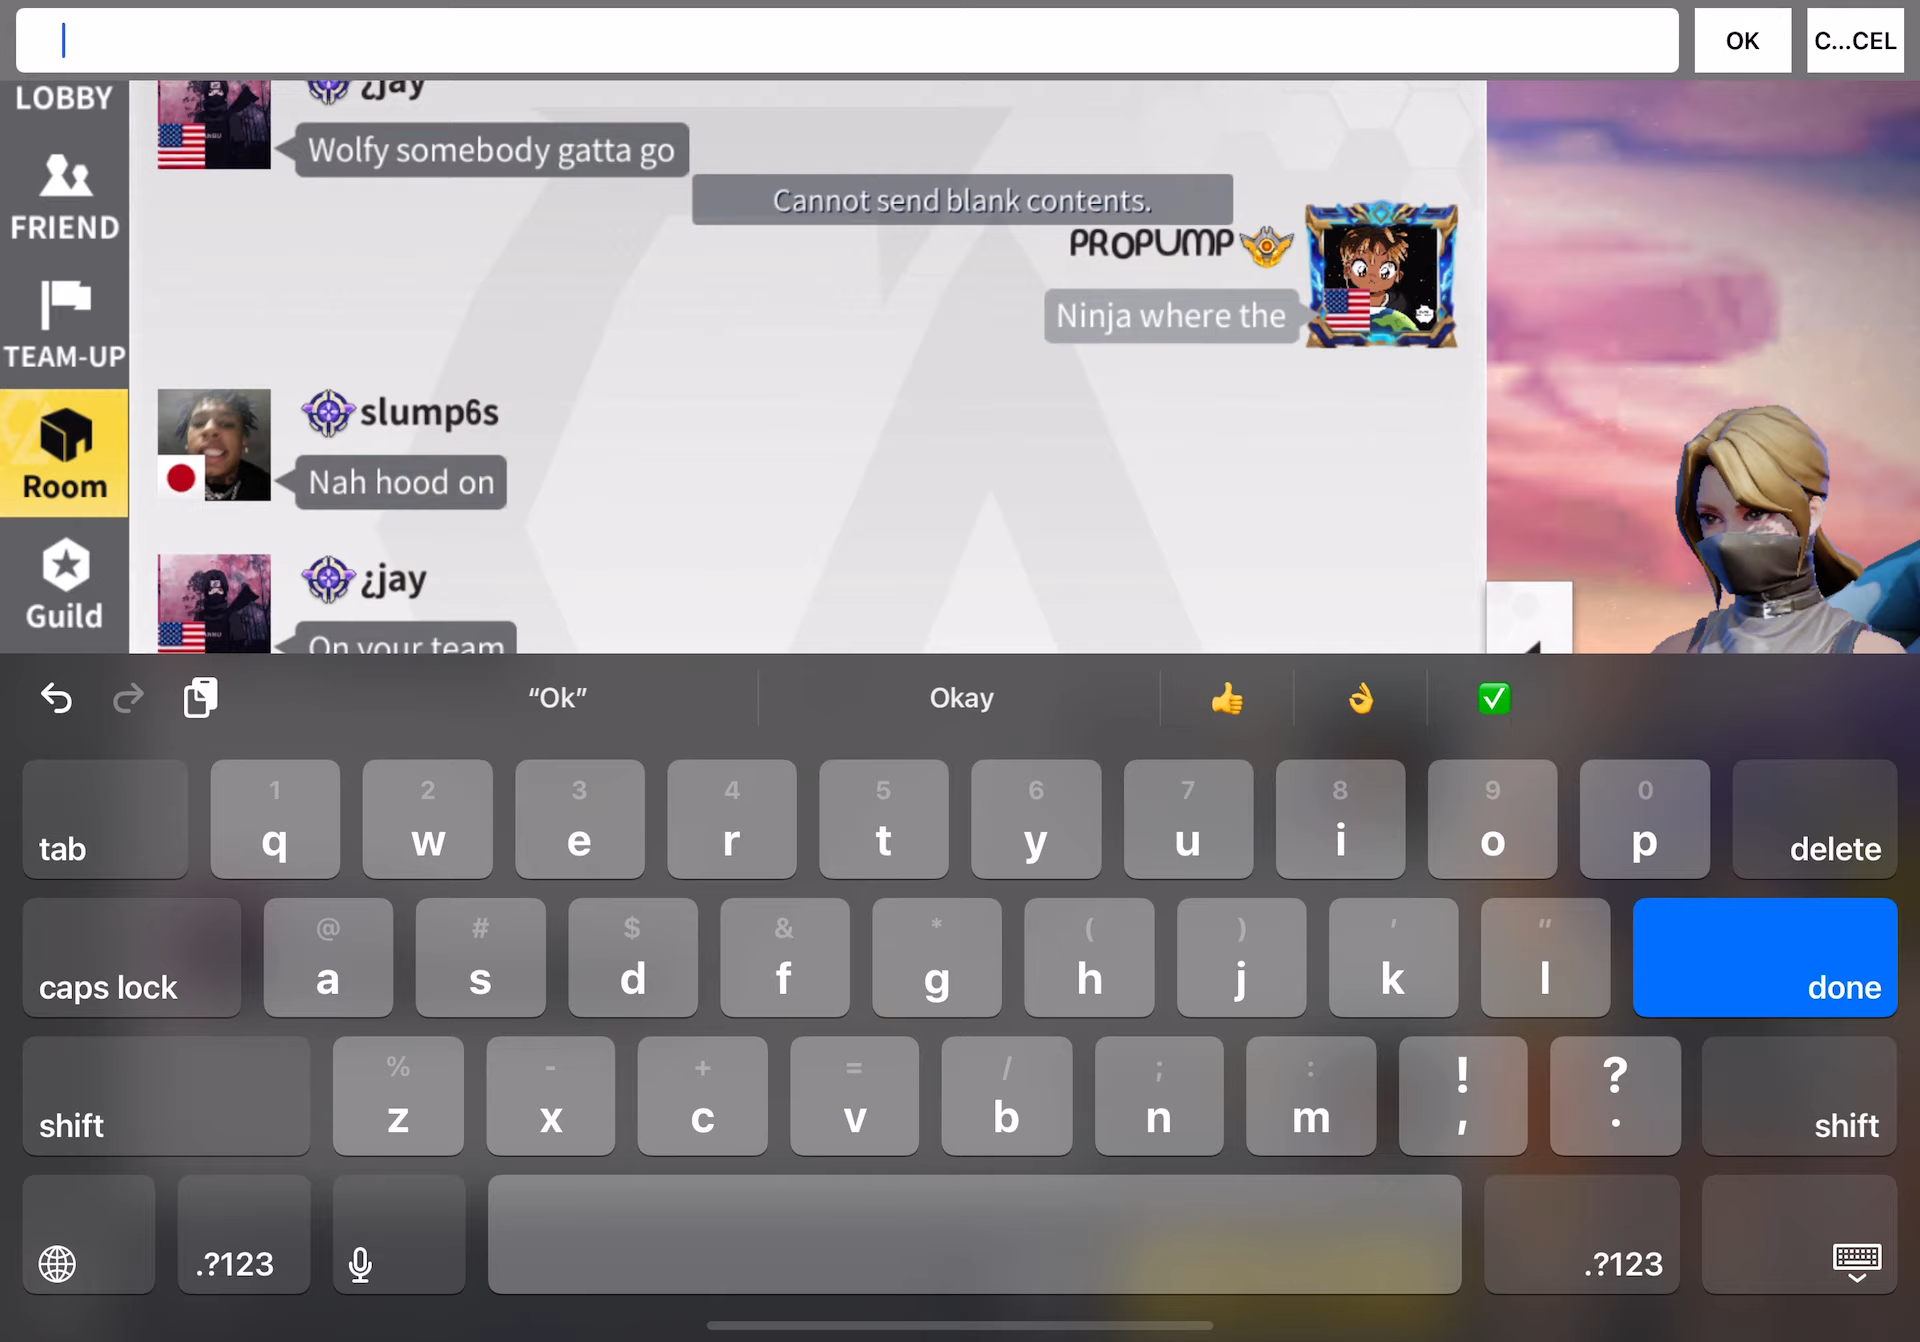 OK
C...CEL
LOBBY
FRIEND
TEAM-UP
Room
Guild
¿jay
Wolfy somebody gatta go
Cannot send blank contents.
PROPUMP
Ninja where the
slump6s
Nah hood on
¿jay
On your team
“Ok”
Okay
tab
1 2 3 4 5 6 7 8 9 0
q w e r t y u i o p
delete
caps lock
@ # $ & * ( ) ' "
a s d f g h j k l
done
shift
% - + = / ; : ! ?
z x c v b n m , .
shift
.?123
.?123